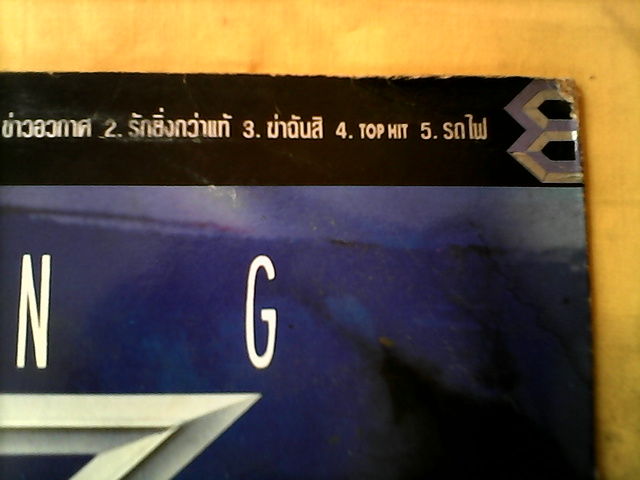 ข่าวอวกาศ 2. รักยิ่งกว่าแท้ 3. ฆ่าฉันสิ 4. TOP HIT 5. รถไฟ
N G